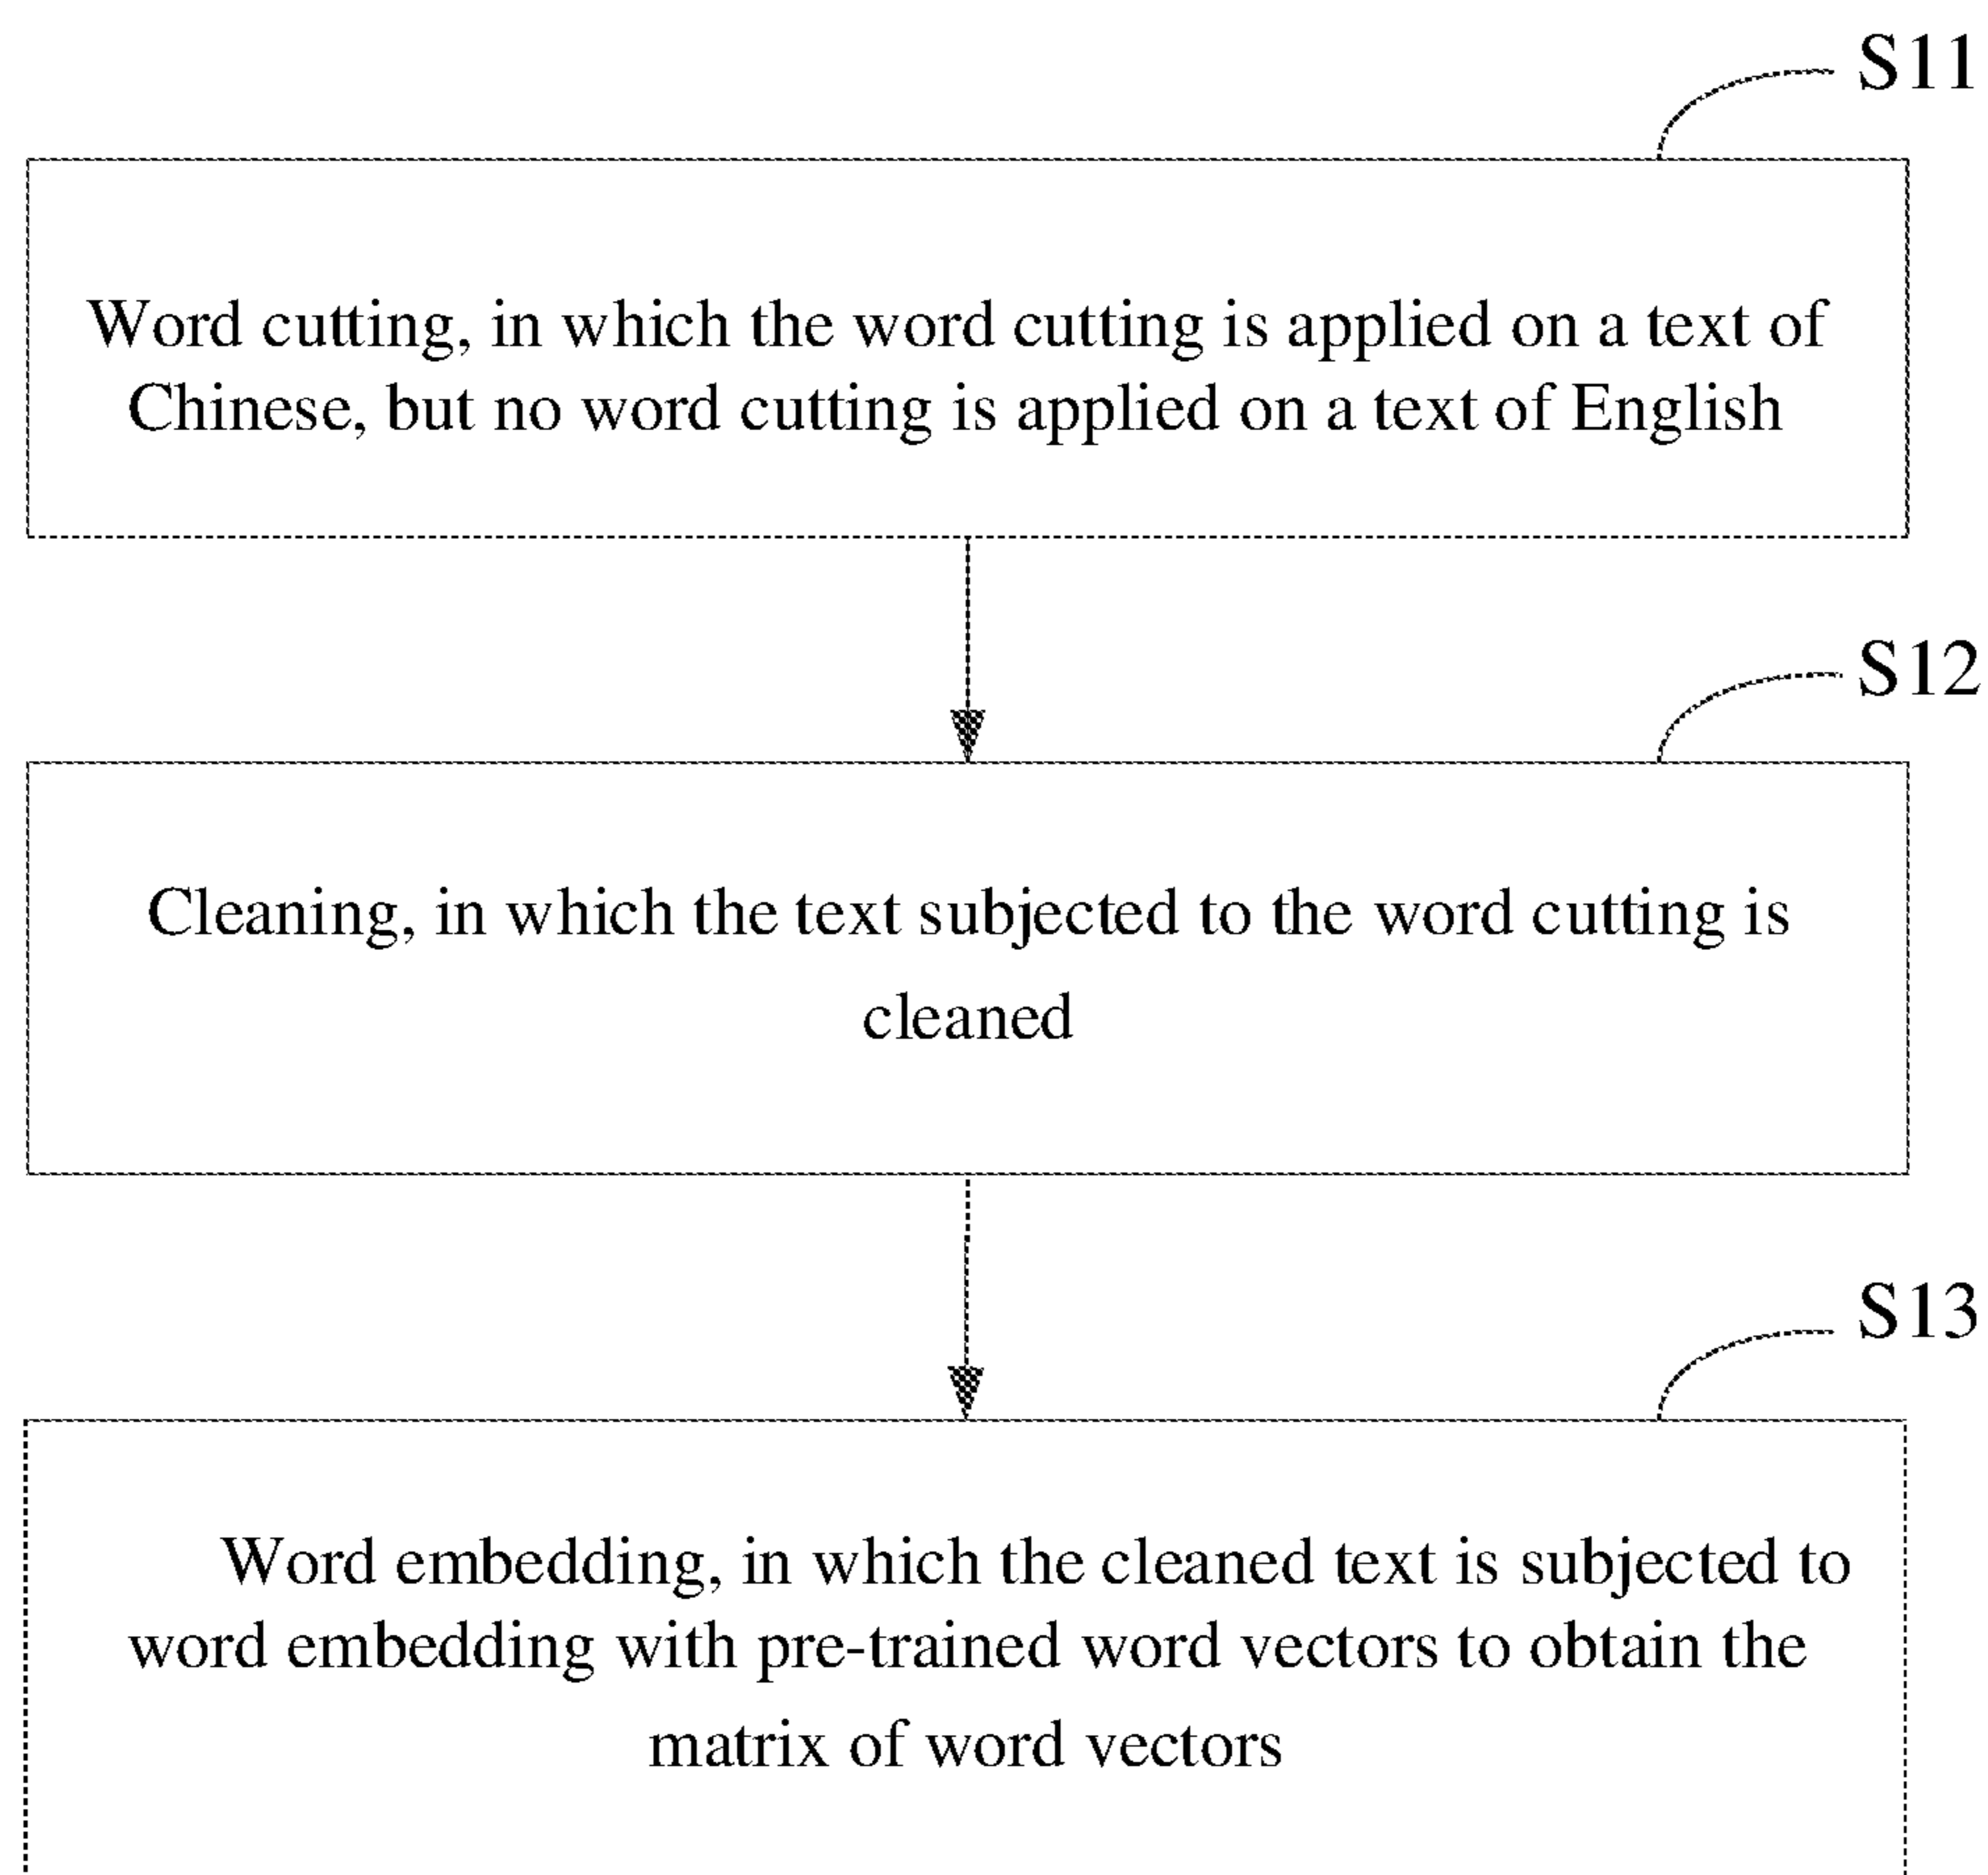 S11
Word cutting, in which the word cutting is applied on a text of
Chinese, but no word cutting is applied on a text of English
S12
Cleaning, in which the text subjected to the word cutting is
cleaned
S13
Word embedding, in which the cleaned text is subjected to
word embedding with pre-trained word vectors to obtain the
matrix of word vectors